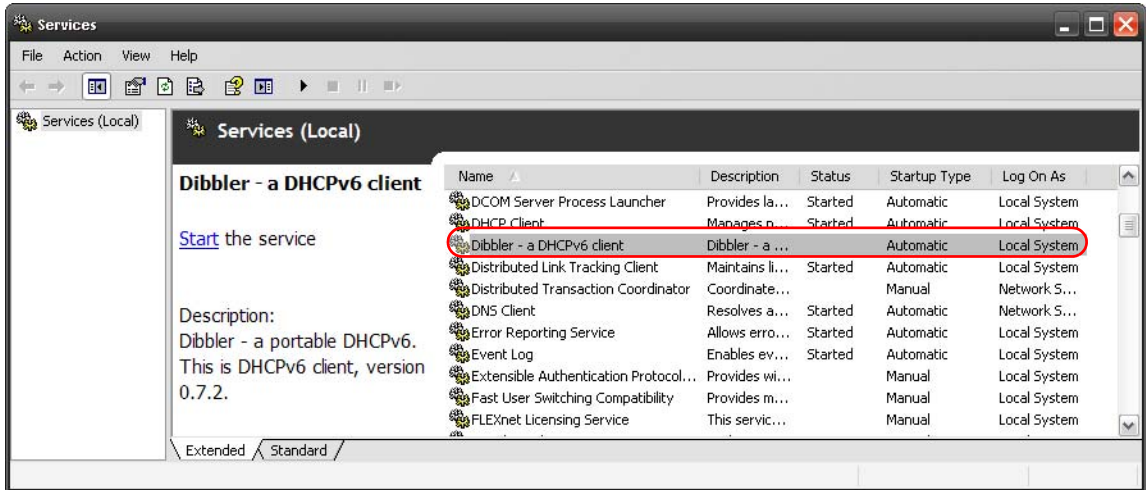 Services
File Action View Help
Services (Local)
Services (Local)
Dibbler - a DHCPv6 client
Start the service
Description:
Dibbler - a portable DHCPv6.
This is DHCPv6 client, version
0.7.2.
Name Description Status Startup Type Log On As
DCOM Server Process Launcher Provides la... Started Automatic Local System
DHCP Client Manages n... Started Automatic Local System
Dibbler - a DHCPv6 client Dibbler - a ... Automatic Local System
Distributed Link Tracking Client Maintains li... Started Automatic Local System
Distributed Transaction Coordinator Coordinate... Manual Network S...
DNS Client Resolves a... Started Automatic Network S...
Error Reporting Service Allows erro... Started Automatic Local System
Event Log Enables ev... Started Automatic Local System
Extensible Authentication Protocol... Provides wi... Manual Local System
Fast User Switching Compatibility Provides m... Manual Local System
FLEXnet Licensing Service This servic... Manual Local System
Extended Standard